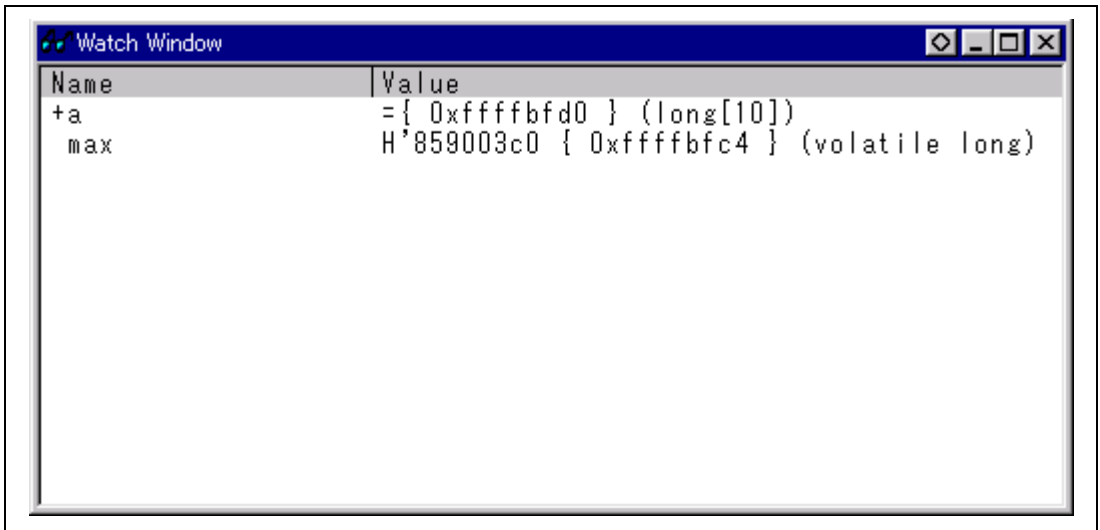 Watch Window
Name Value
+a ={ 0xffffbfd0 } (long[10])
max H'859003c0 { 0xffffbfc4 } (volatile long)